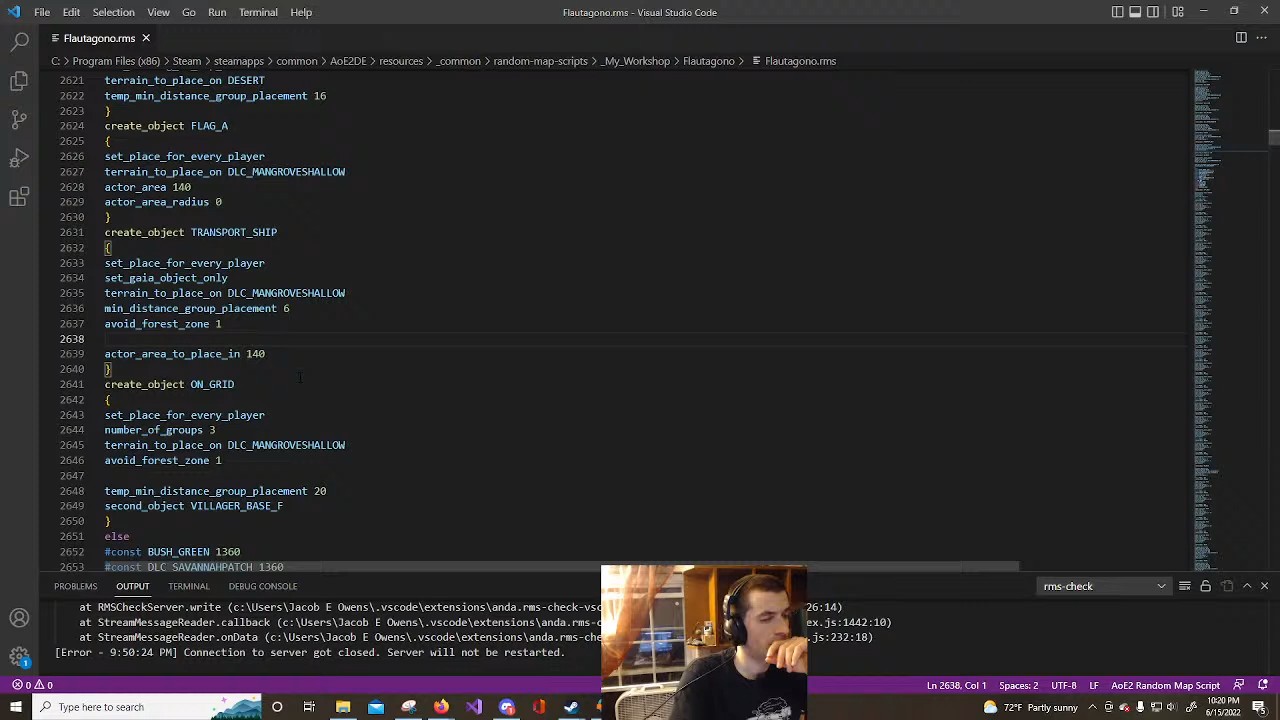 File Edit Selection View Go Run Terminal Help
Flautagono.rms - Visual Studio Code
Flautagono.rms
C: > Program Files (x86) > Steam > steamapps > common > AoE2DE > resources > _common > random-map-scripts > _My_Workshop > Flautagono > Flautagono.rms
2621 terrain_to_place_on DESERT
2622 temp_min_distance_group_placement 16
2623 }
2624 create_object FLAG_A
2625 {
2626 set_place_for_every_player
2627 terrain_to_place_on DLC_MANGROVESHALLOW
2628 actor_area 140
2629 actor_area_radius 0
2630 }
2631 create_object TRANSPORT_SHIP
2632 {
2633 set_place_for_every_player
2634 set_gaia_object_only
2635 terrain_to_place_on DLC_MANGROVESHALLOW
2636 min_distance_group_placement 6
2637 avoid_forest_zone 1
2638
2639 actor_area_to_place_in 140
2640 }
2641 create_object ON_GRID
2642 {
2643 set_place_for_every_player
2644 number_of_groups 3
2645 terrain_to_place_on DLC_MANGROVESHALLOW
2646 avoid_forest_zone 1
2647
2648 temp_min_distance_group_placement 20
2649 second_object VILLAGER_BASE_F
2650 }
2651 else
2652 #const BUSH_GREEN 1360
2653 #const DLC_SAVANNAHPATCH 1360
PROBLEMS OUTPUT TERMINAL DEBUG CONSOLE rms-check
at RMSCheckServer.write (c:\Users\Jacob E Owens\.vscode\extensions\anda.rms-check-vsc 26:14)
at StreamMessageReader.callback (c:\Users\Jacob E Owens\.vscode\extensions\anda.rms-c x.js:1442:10)
at StreamMessageReader.onData (c:\Users\Jacob E Owens\.vscode\extensions\anda.rms-che js:232:18)
[Error - 9:55:24 PM] Connection to server got closed. Server will not be restarted.
1
0 0
Ln 2638, Col 1 Spaces: 2 UTF-8 LF AoE2 Random Map Script
Type here to search
72°F Partly sunny
10:20 PM
6/15/2022